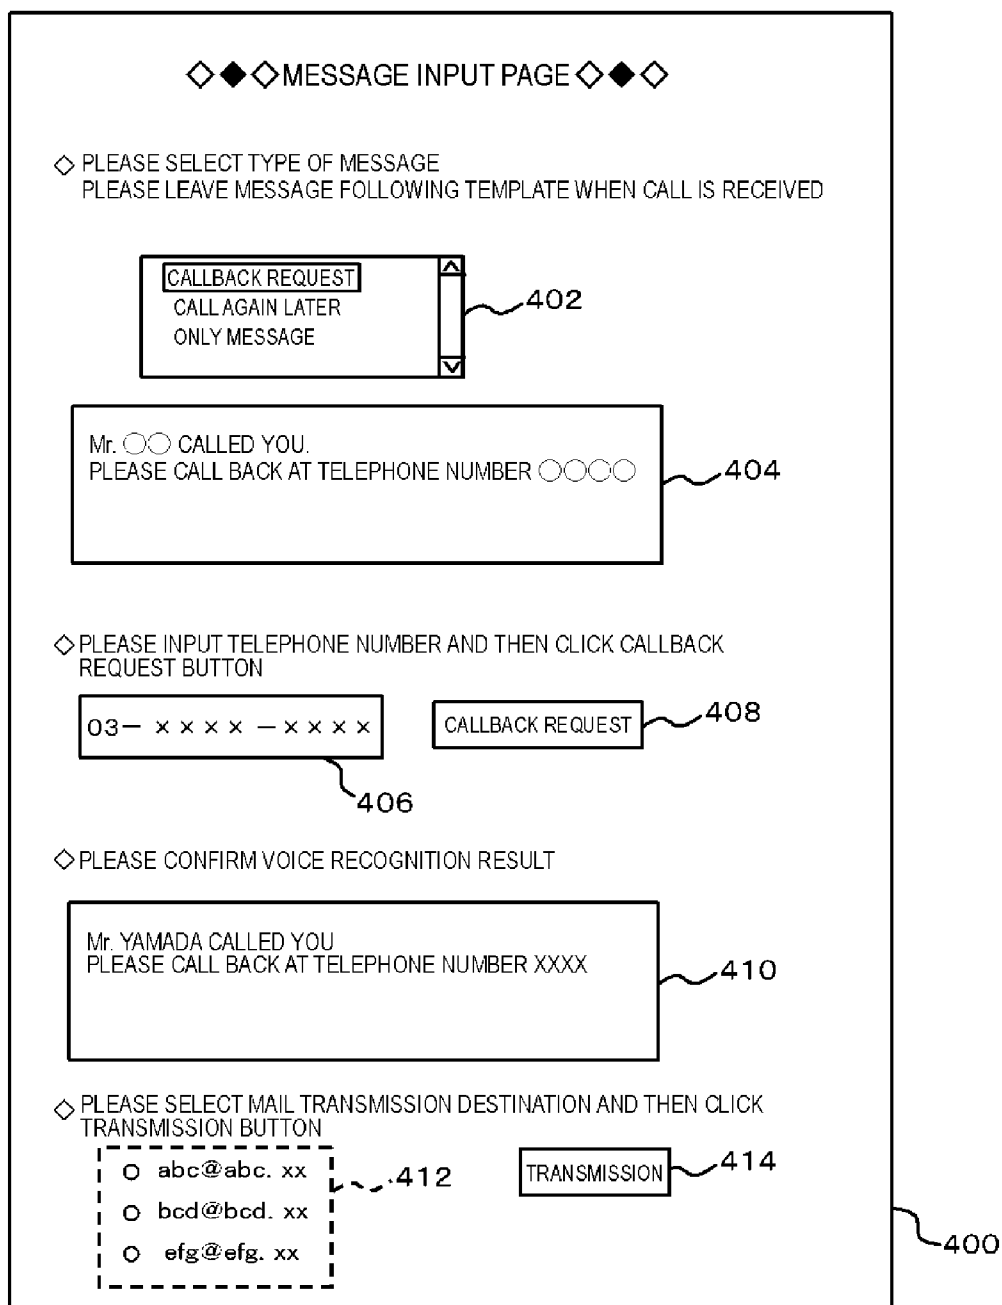 ◇◆◇MESSAGE INPUT PAGE◇◆◇
◇ PLEASE SELECT TYPE OF MESSAGE
PLEASE LEAVE MESSAGE FOLLOWING TEMPLATE WHEN CALL IS RECEIVED
CALLBACK REQUEST
CALL AGAIN LATER
ONLY MESSAGE
402
Mr. ○○ CALLED YOU.
PLEASE CALL BACK AT TELEPHONE NUMBER ○○○○
404
◇ PLEASE INPUT TELEPHONE NUMBER AND THEN CLICK CALLBACK
REQUEST BUTTON
03－××××－××××
406
CALLBACK REQUEST
408
◇ PLEASE CONFIRM VOICE RECOGNITION RESULT
Mr. YAMADA CALLED YOU
PLEASE CALL BACK AT TELEPHONE NUMBER XXXX
410
◇ PLEASE SELECT MAIL TRANSMISSION DESTINATION AND THEN CLICK
TRANSMISSION BUTTON
○ abc@abc. xx
○ bcd@bcd. xx
○ efg@efg. xx
412
TRANSMISSION
414
400